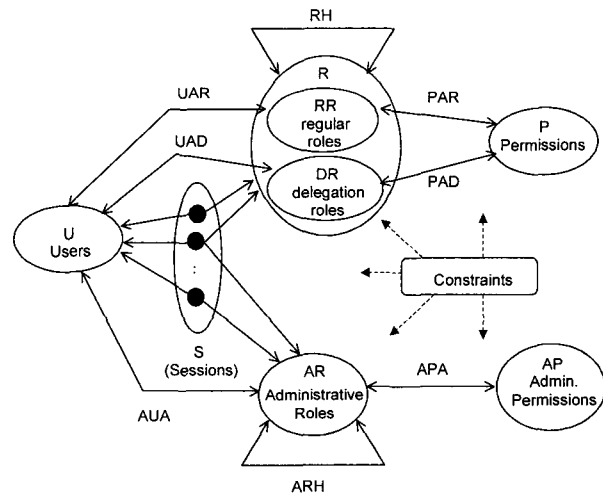 RH
R
UAR
RR
regular
roles
PAR
P
Permissions
UAD
DR
delegation
roles
PAD
U
Users
Constraints
S
(Sessions)
AR
Administrative
Roles
APA
AP
Admin.
Permissions
AUA
ARH